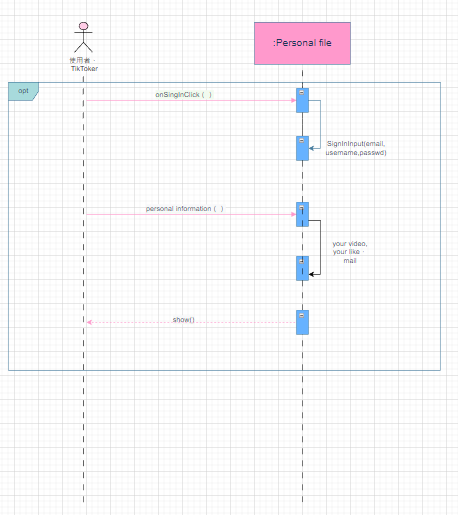 :Personal file
使用者 ·
TikToker
opt
onSingInClick ( )
SignInInput(email,
username,passwd)
personal information ( )
your video,
your like ·
mail
show()